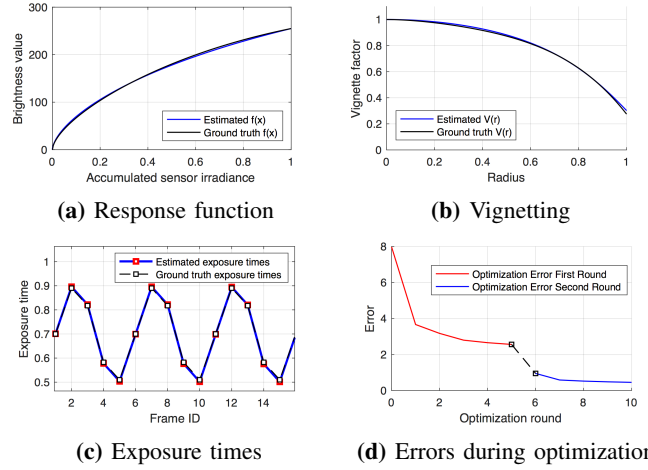 300
200
100
0
Brightness value
0 0.2 0.4 0.6 0.8 1
Accumulated sensor irradiance
Estimated f(x)
Ground truth f(x)
(a) Response function
1
0.8
0.6
0.4
0.2
0
Vignette factor
0 0.2 0.4 0.6 0.8 1
Radius
Estimated V(r)
Ground truth V(r)
(b) Vignetting
1
0.9
0.8
0.7
0.6
0.5
Exposure time
2 4 6 8 10 12 14
Frame ID
Estimated exposure times
Ground truth exposure times
(c) Exposure times
8
6
4
2
0
Error
0 2 4 6 8 10
Optimization round
Optimization Error First Round
Optimization Error Second Round
(d) Errors during optimization